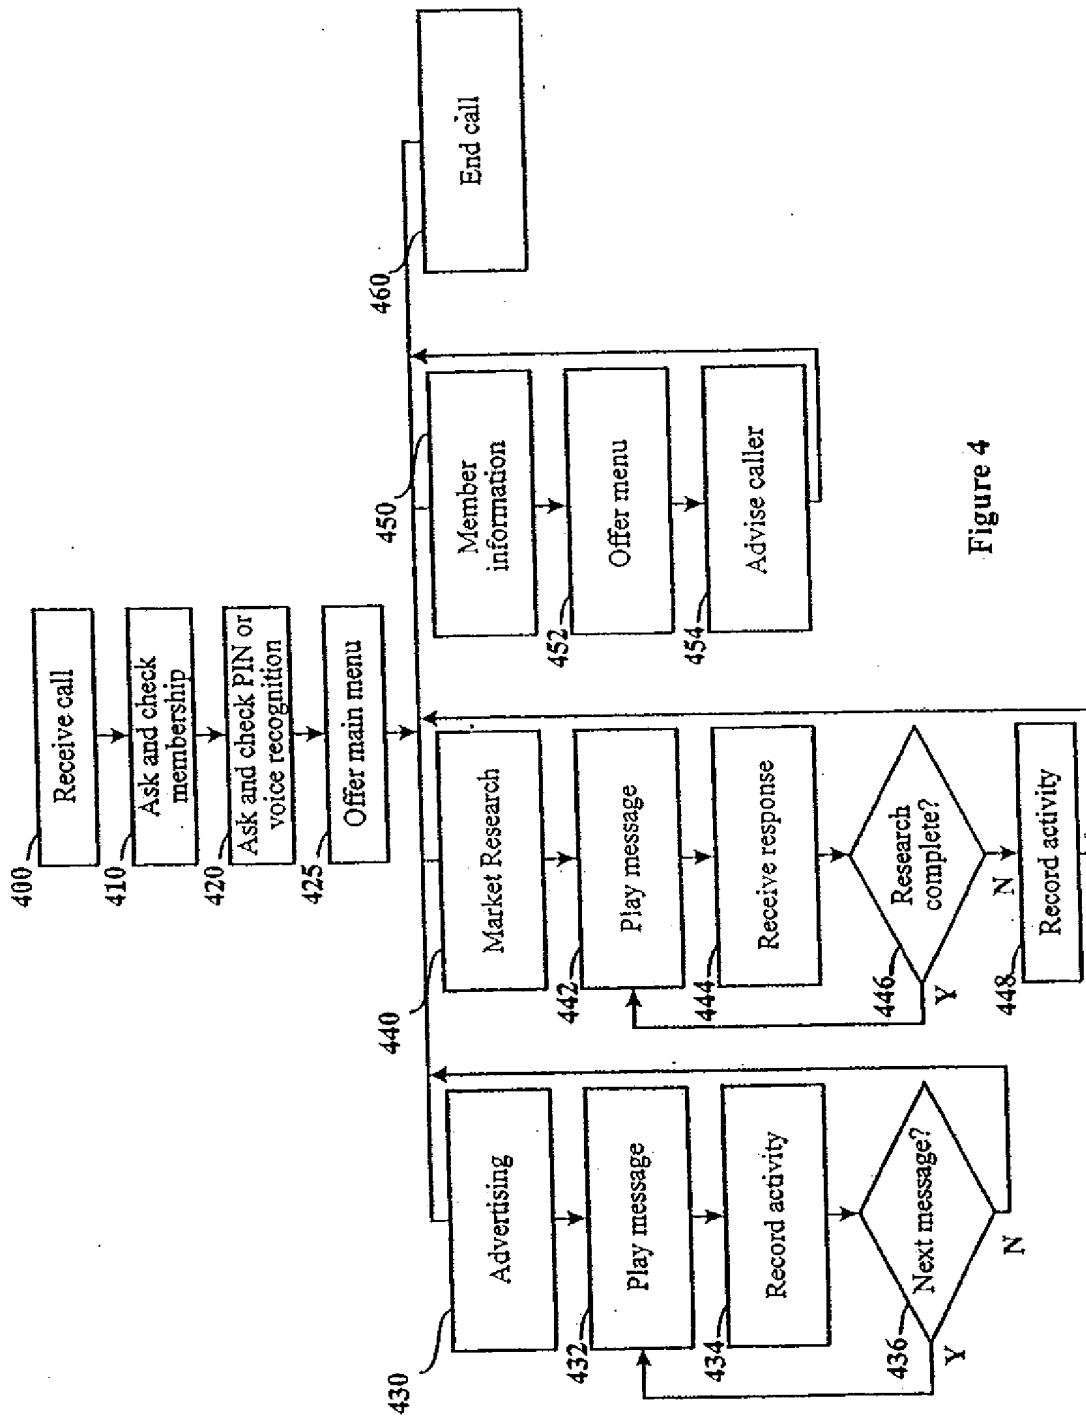 400
Receive call
410
Ask and check
membership
420
Ask and check PIN or
voice recognition
425
Offer main menu
430
Advertising
432
Play message
434
Record activity
436
Next message?
Y
N
440
Market Research
442
Play message
444
Receive response
446
Research
complete?
Y
N
448
Record activity
450
Member
information
452
Offer menu
454
Advise caller
460
End call
Figure 4